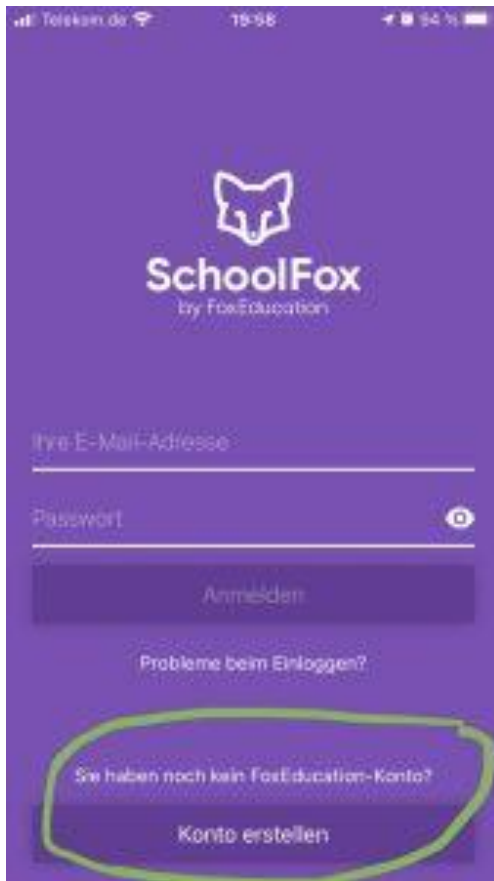 Telekom.de
19:58
94 %
SchoolFox
by FoxEducation
Ihre E-Mail-Adresse
Passwort
Anmelden
Probleme beim Einloggen?
Sie haben noch kein FoxEducation-Konto?
Konto erstellen